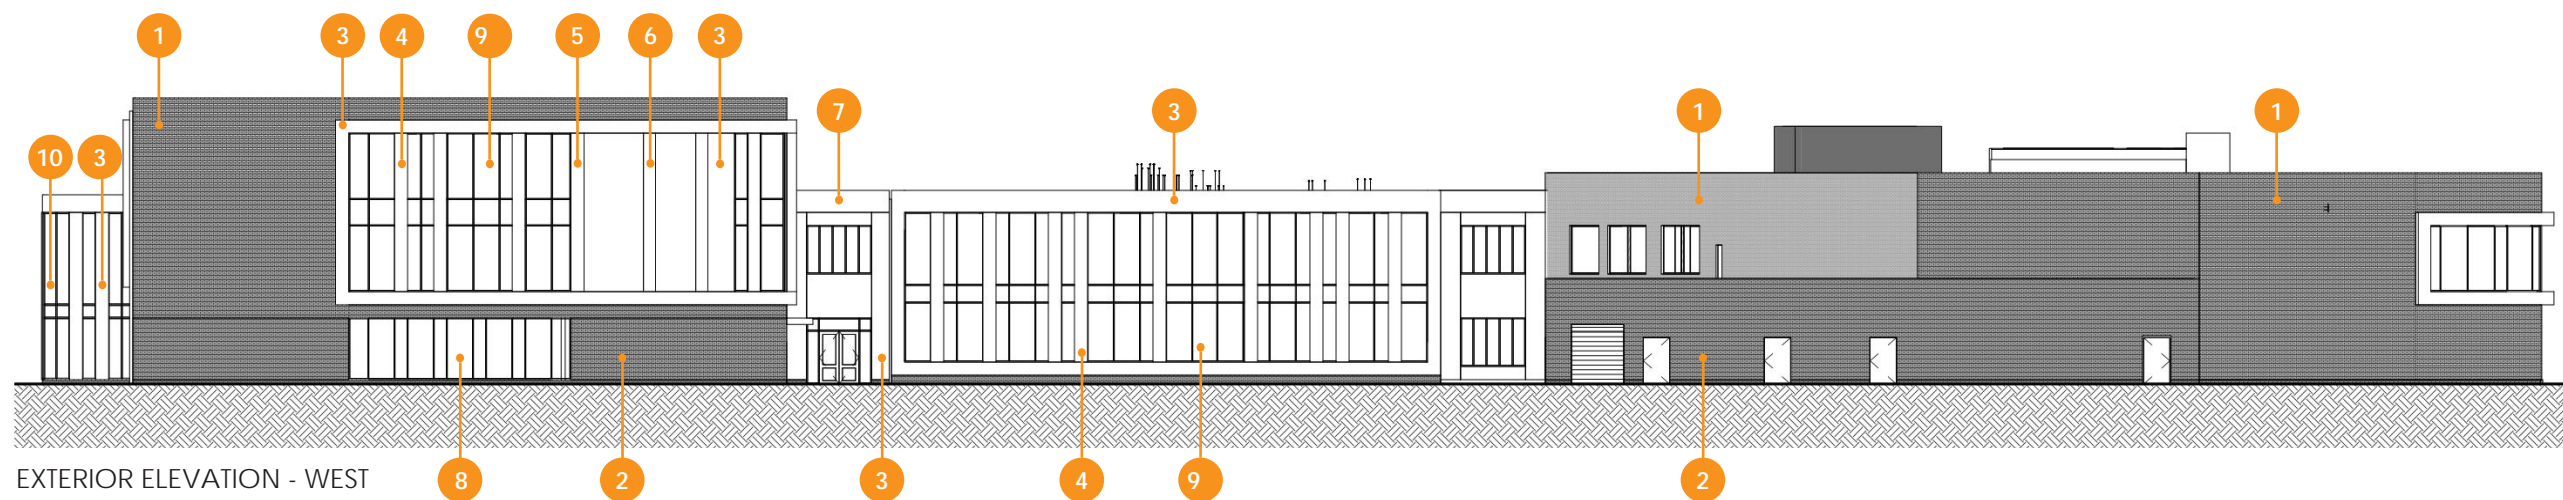 1 3 4 9 5 6 3
7 3 1 1
10 3
EXTERIOR ELEVATION - WEST
8 2 3 4 9 2